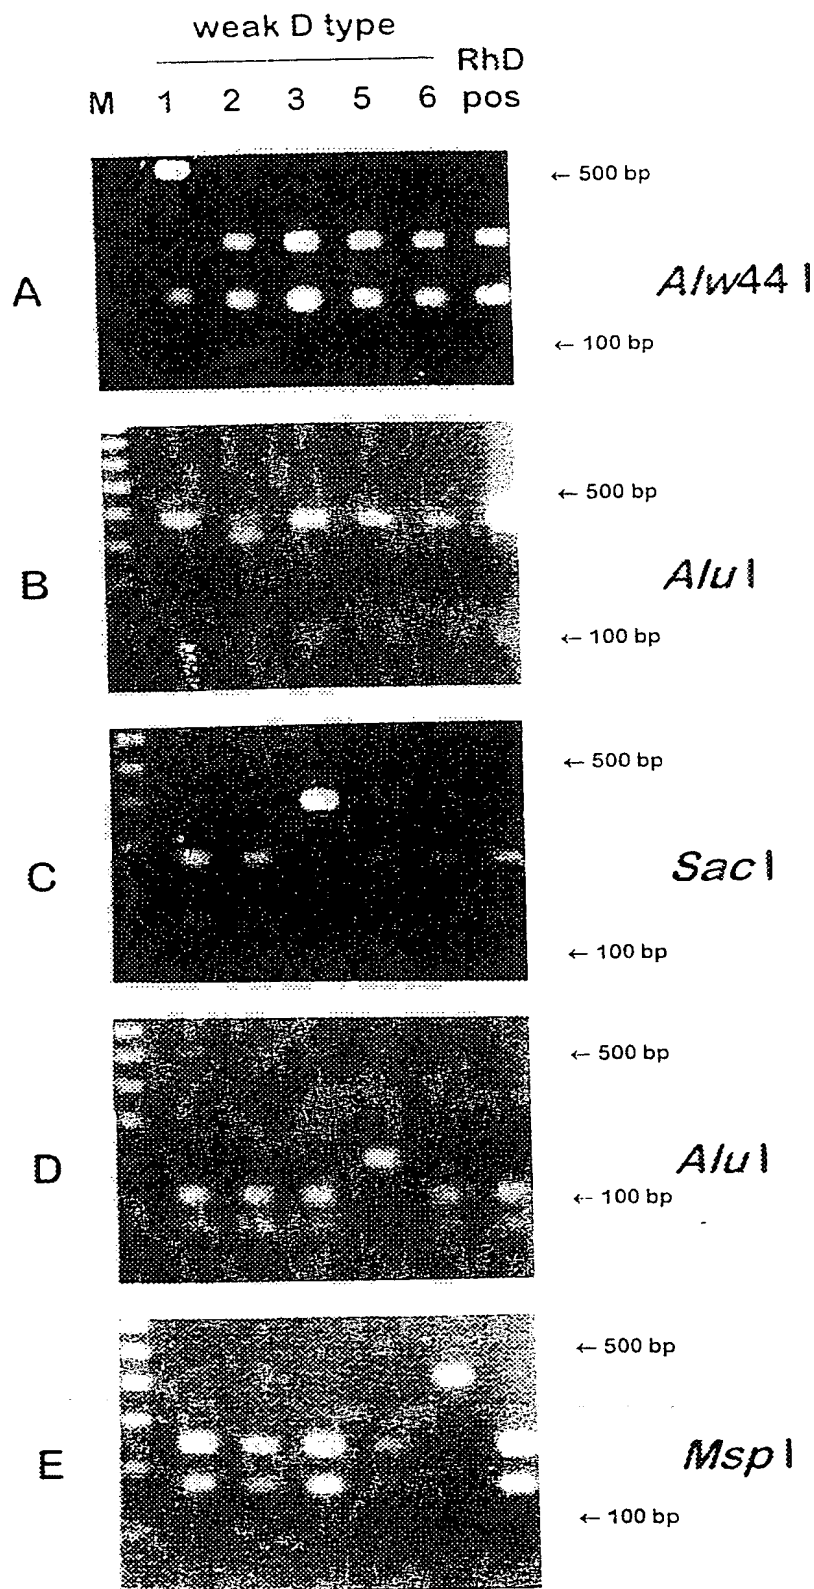 weak D type
RhD
M 1 2 3 5 6 pos
← 500 bp
A
Alw44 I
← 100 bp
← 500 bp
B
Alu I
← 100 bp
← 500 bp
C
Sac I
← 100 bp
← 500 bp
D
Alu I
← 100 bp
← 500 bp
E
Msp I
← 100 bp